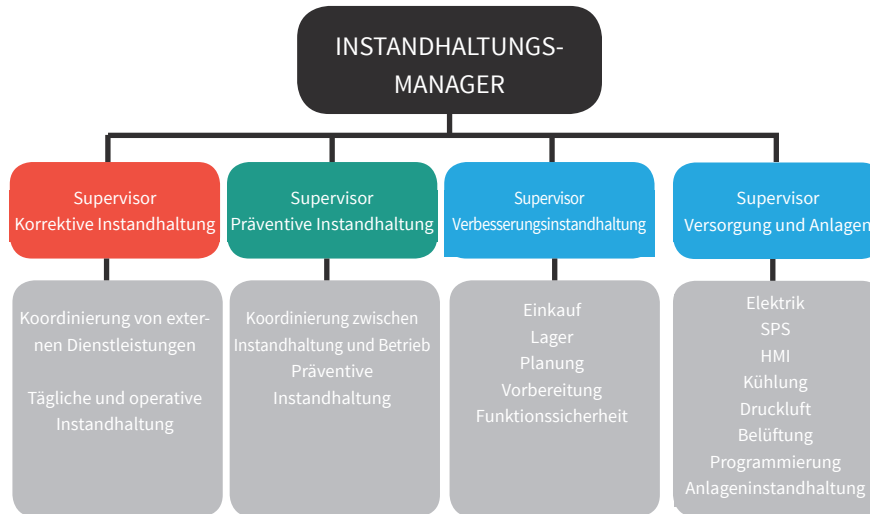 INSTANDHALTUNGS-
MANAGER
Supervisor
Korrektive Instandhaltung
Supervisor
Präventive Instandhaltung
Supervisor
Verbesserungsinstandhaltung
Supervisor
Versorgung und Anlagen
Koordinierung von exter-
nen Dienstleistungen
Tägliche und operative
Instandhaltung
Koordinierung zwischen
Instandhaltung und Betrieb
Präventive
Instandhaltung
Einkauf
Lager
Planung
Vorbereitung
Funktionssicherheit
Elektrik
SPS
HMI
Kühlung
Druckluft
Belüftung
Programmierung
Anlageninstandhaltung